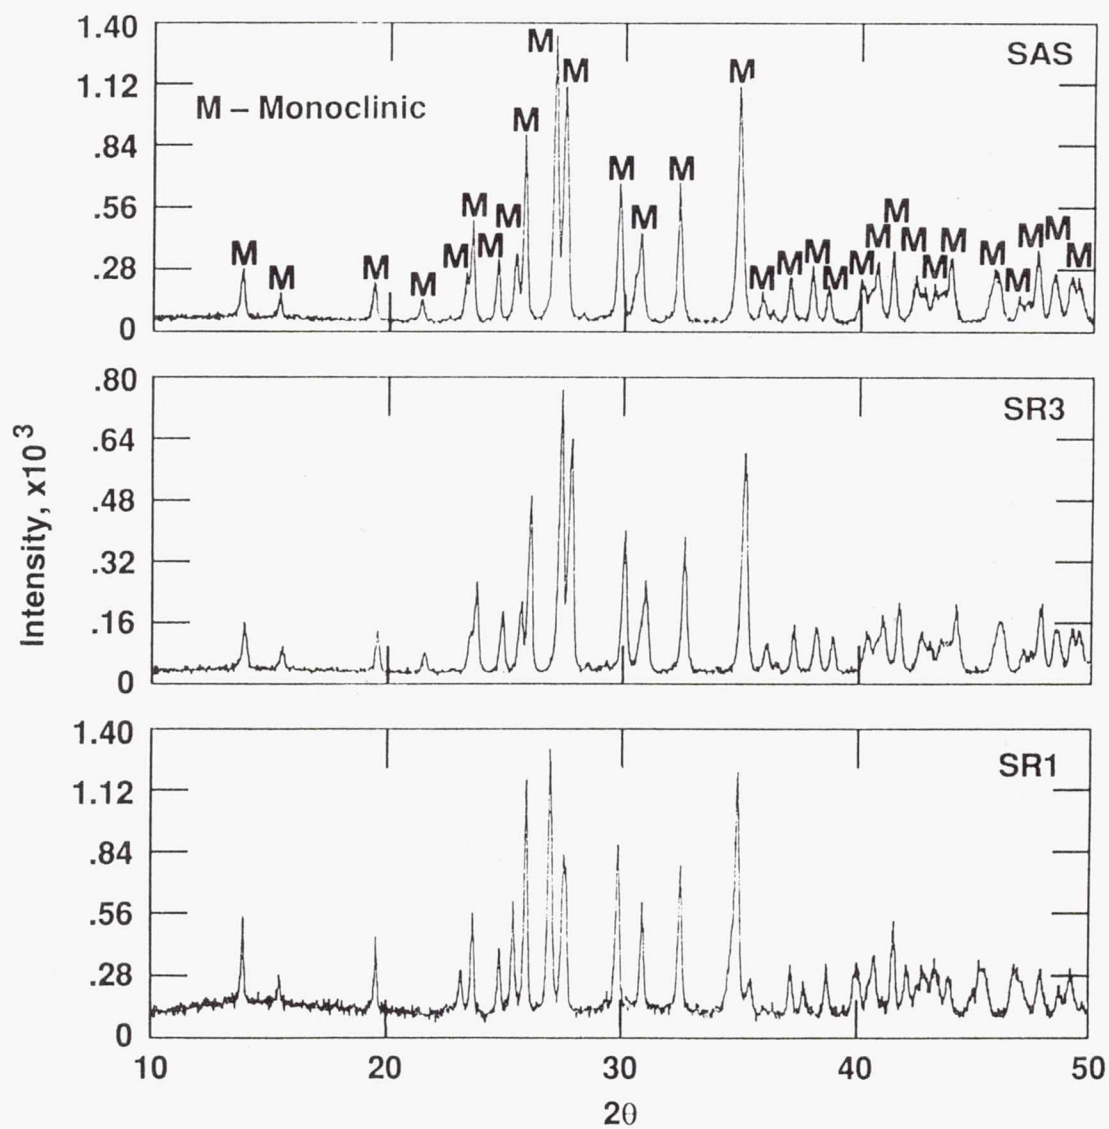 1.40
SAS
M M
1.12
M
M – Monoclinic
M
.84
M M
M
.56
M M
M M M M M M M M M M
M M M M M M M M M M
.28
0
.80
SR3
.64
.48
Intensity, x10³
.32
.16
0
1.40
SR1
1.12
.84
.56
.28
0
10 20 30 40 50
2θ